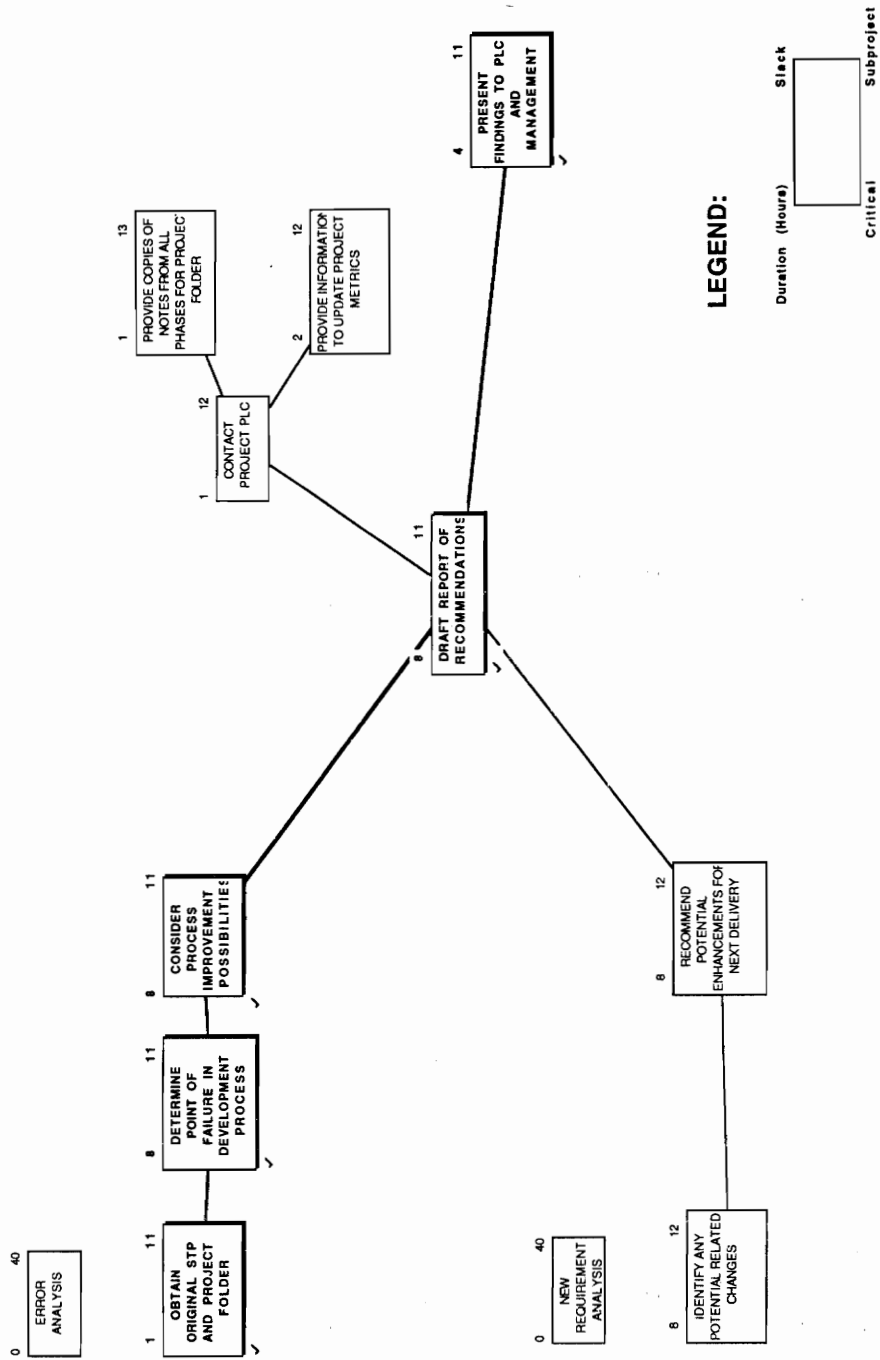 0 40
ERROR
ANALYSIS
1 11
OBTAIN
ORIGINAL STP
AND PROJECT
FOLDER
8 11
DETERMINE
POINT OF
FAILURE IN
DEVELOPMENT
PROCESS
8 11
CONSIDER
PROCESS
IMPROVEMENT
POSSIBILITIES
0 40
NEW
REQUIREMENT
ANALYSIS
8 12
IDENTIFY ANY
POTENTIAL RELATED
CHANGES
8 12
RECOMMEND
POTENTIAL
ENHANCEMENTS FOR
NEXT DELIVERY
8 11
DRAFT REPORT OF
RECOMMENDATIONS
1 12
CONTACT
PROJECT PLC
1 13
PROVIDE COPIES OF
NOTES FROM ALL
PHASES FOR PROJEC
FOLDER
2 12
PROVIDE INFORMATION
TO UPDATE PROJECT
METRICS
4 11
PRESENT
FINDINGS TO PLC
AND
MANAGEMENT
LEGEND:
Duration (Hours) Slack
Critical Subproject